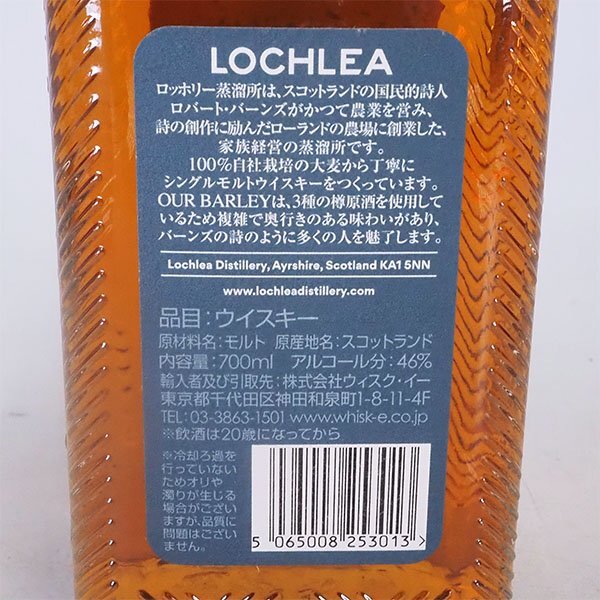 LOCHLEA
ロッホリー蒸溜所は、スコットランドの国民的詩人
ロバート・バーンズがかつて農業を営み、
詩の創作に励んだローランドの農場に創業した、
家族経営の蒸溜所です。
100%自社栽培の大麦から丁寧に
シングルモルトウイスキーをつくっています。
OUR BARLEYは、3種の樽原酒を使用して
いるため複雑で奥行きのある味わいがあり、
バーンズの詩のように多くの人を魅了します。
Lochlea Distillery, Ayrshire, Scotland KA1 5NN
www.lochleadistillery.com
品目：ウイスキー
原材料名：モルト 原産地名：スコットランド
内容量：700ml アルコール分：46%
輸入者及び引取先：株式会社ウィスク・イー
東京都千代田区神田和泉町1-8-11-4F
TEL：03-3863-1501 www.whisk-e.co.jp
※飲酒は20歳になってから
※冷却ろ過を
行っていない
ためオリや
濁りが生じる
場合がござい
ますが、品質に
問題はござい
ません。
5 065008 253013 >